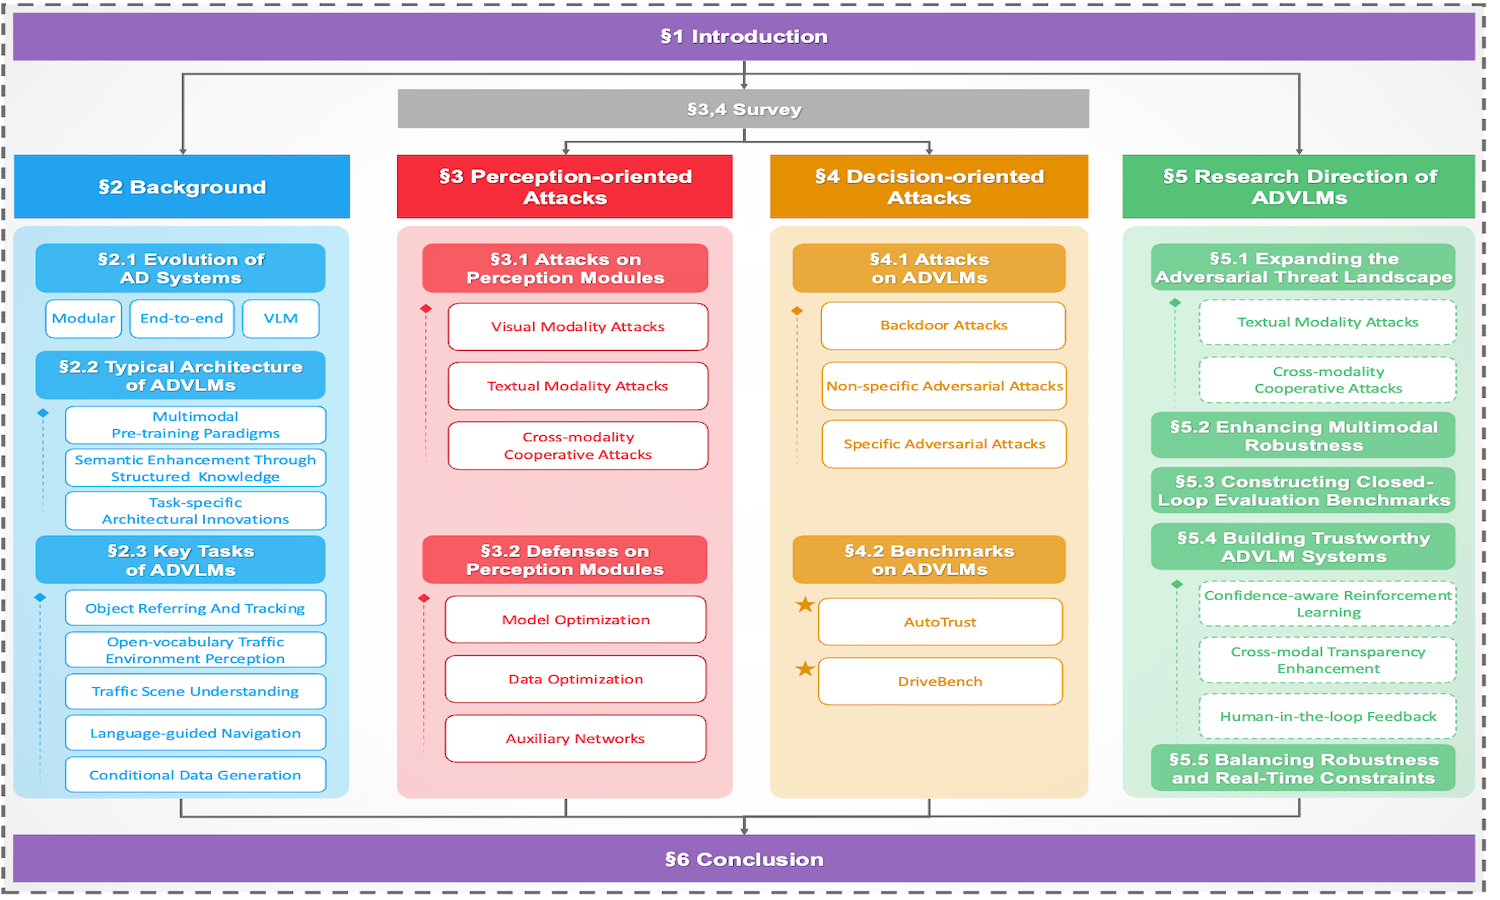 §1 Introduction
§3,4 Survey
§2 Background
§2.1 Evolution of
AD Systems
Modular
End-to-end
VLM
§2.2 Typical Architecture
of ADVLMs
Multimodal
Pre-training Paradigms
Semantic Enhancement Through
Structured Knowledge
Task-specific
Architectural Innovations
§2.3 Key Tasks
of ADVLMs
Object Referring And Tracking
Open-vocabulary Traffic
Environment Perception
Traffic Scene Understanding
Language-guided Navigation
Conditional Data Generation
§3 Perception-oriented
Attacks
§3.1 Attacks on
Perception Modules
Visual Modality Attacks
Textual Modality Attacks
Cross-modality
Cooperative Attacks
§3.2 Defenses on
Perception Modules
Model Optimization
Data Optimization
Auxiliary Networks
§4 Decision-oriented
Attacks
§4.1 Attacks
on ADVLMs
Backdoor Attacks
Non-specific Adversarial Attacks
Specific Adversarial Attacks
§4.2 Benchmarks
on ADVLMs
AutoTrust
DriveBench
§5 Research Direction of
ADVLMs
§5.1 Expanding the
Adversarial Threat Landscape
Textual Modality Attacks
Cross-modality
Cooperative Attacks
§5.2 Enhancing Multimodal
Robustness
§5.3 Constructing Closed-
Loop Evaluation Benchmarks
§5.4 Building Trustworthy
ADVLM Systems
Confidence-aware Reinforcement
Learning
Cross-modal Transparency
Enhancement
Human-in-the-loop Feedback
§5.5 Balancing Robustness
and Real-Time Constraints
§6 Conclusion